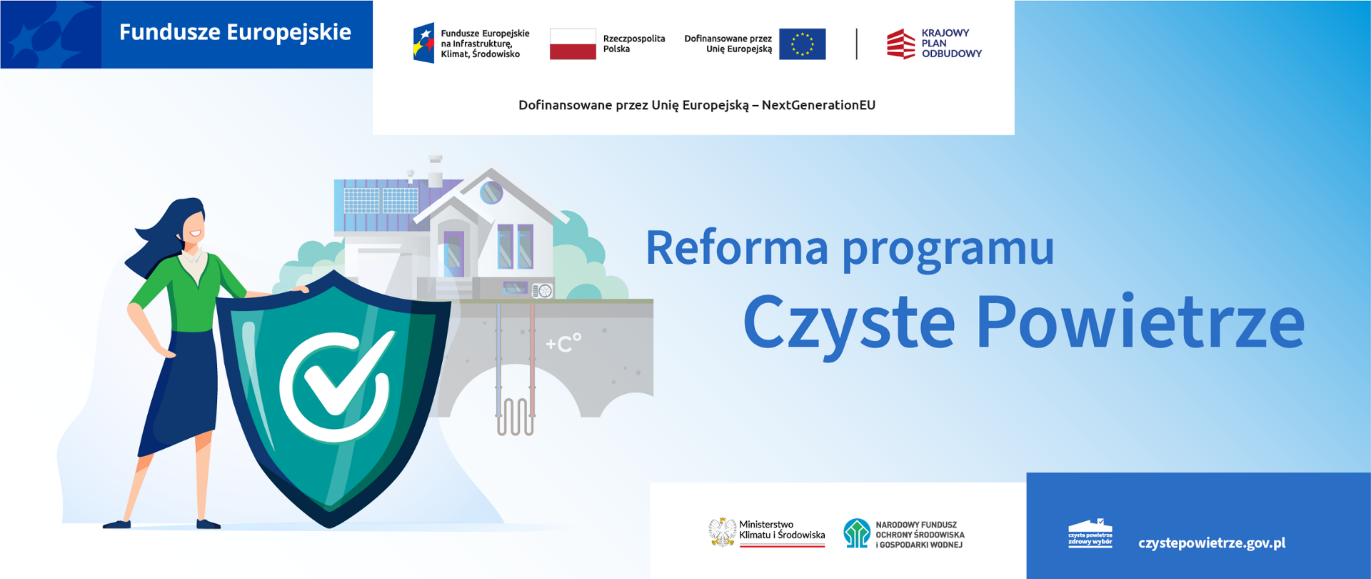 Fundusze Europejskie
Fundusze Europejskie
na Infrastrukturę,
Klimat, Środowisko
Rzeczpospolita
Polska
Dofinansowane przez
Unię Europejską
KRAJOWY
PLAN
ODBUDOWY
Dofinansowane przez Unię Europejską – NextGenerationEU
Reforma programu
Czyste Powietrze
+C°
Ministerstwo
Klimatu i Środowiska
NARODOWY FUNDUSZ
OCHRONY ŚRODOWISKA
i GOSPODARKI WODNEJ
czyste powietrze
zdrowy wybór
czystepowietrze.gov.pl